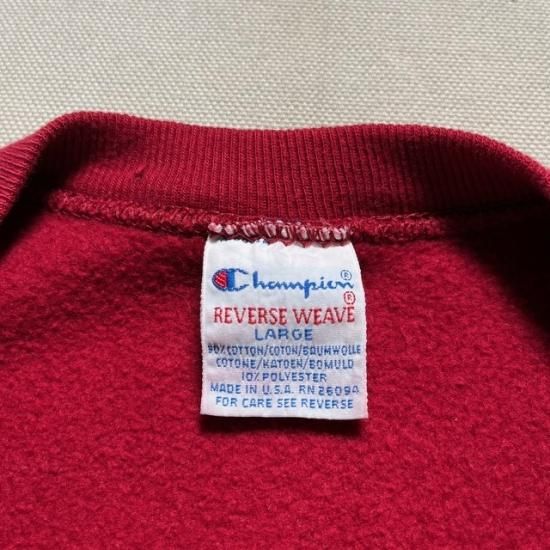 Champion®
REVERSE WEAVE®
LARGE
90% COTTON/COTON/BAUMWOLLE
COTONE/KATOEN/BOMULD
10% POLYESTER
MADE IN U.S.A. RN 26094
FOR CARE SEE REVERSE